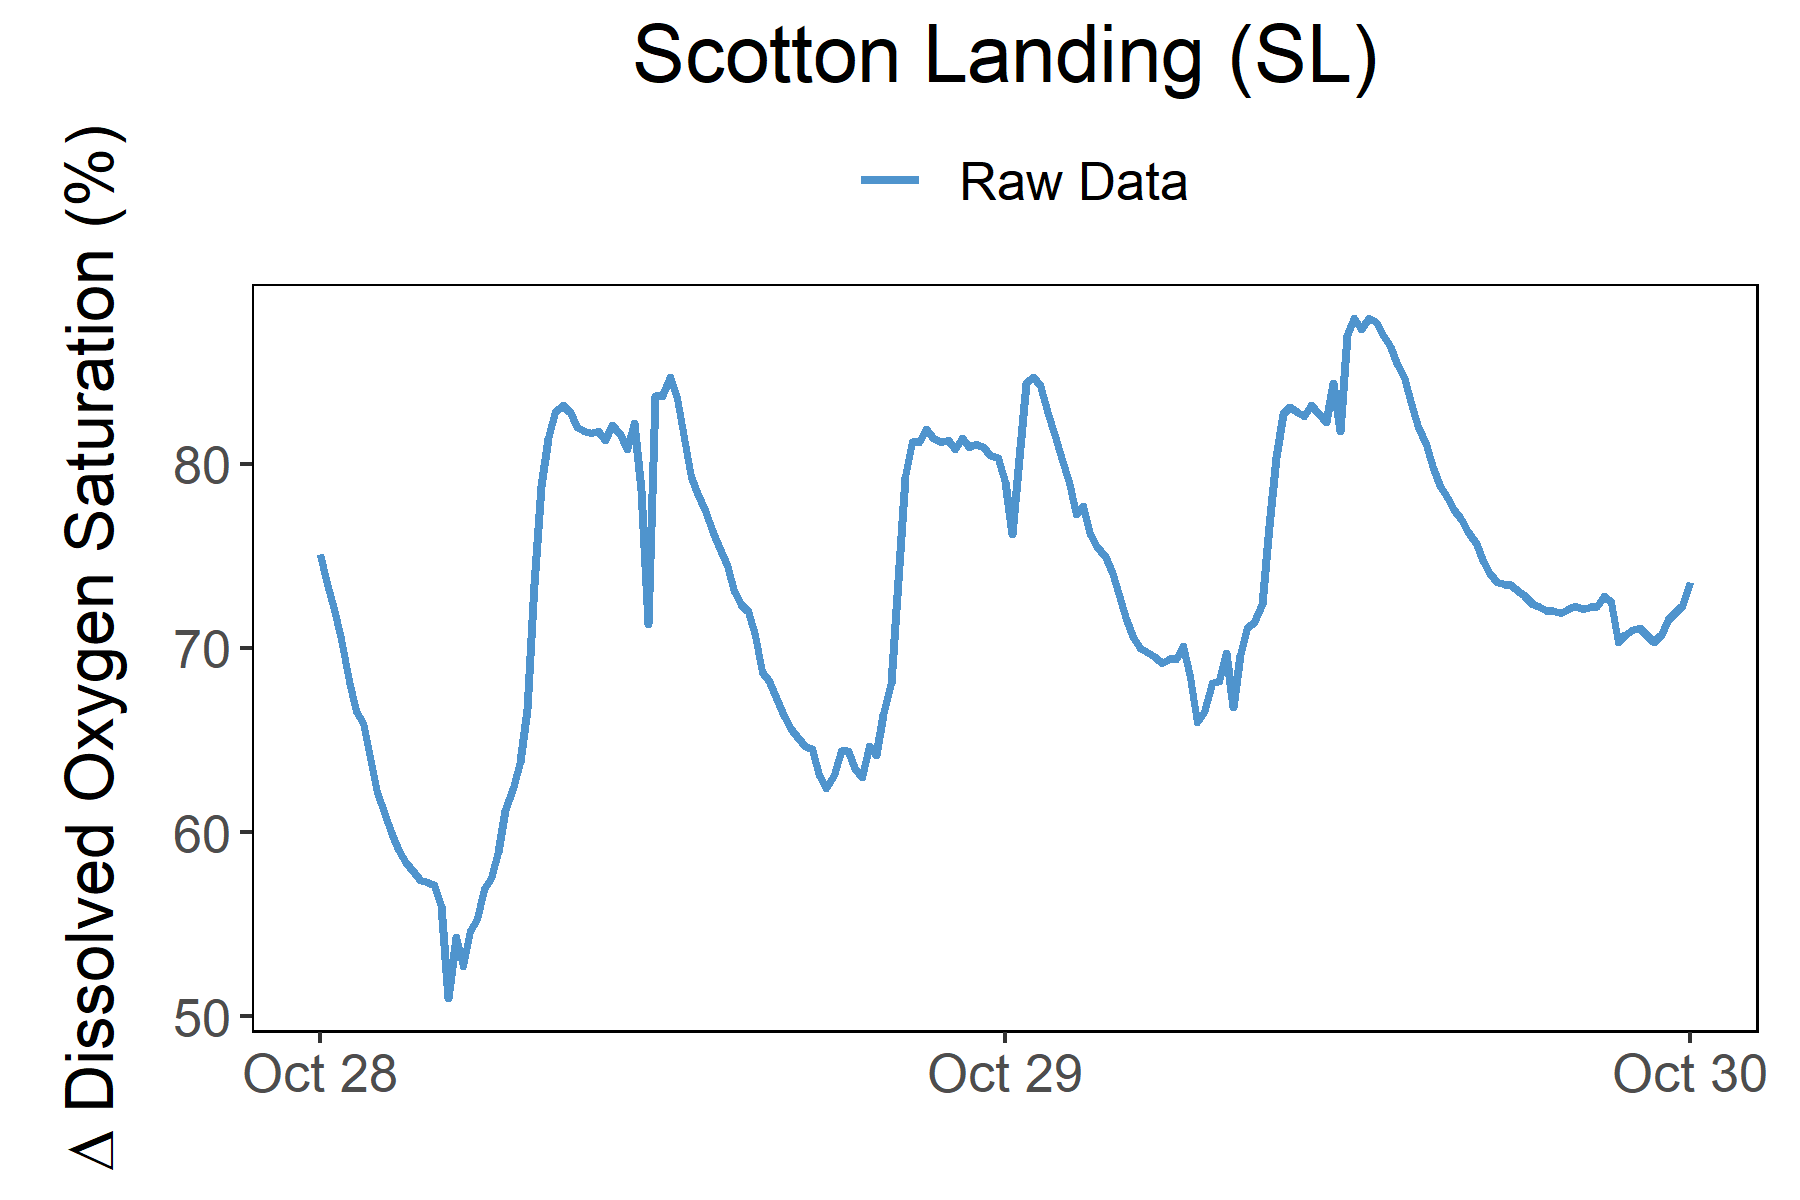 Scotton Landing (SL)
Raw Data
Δ Dissolved Oxygen Saturation (%)
80
70
60
50
Oct 28
Oct 29
Oct 30